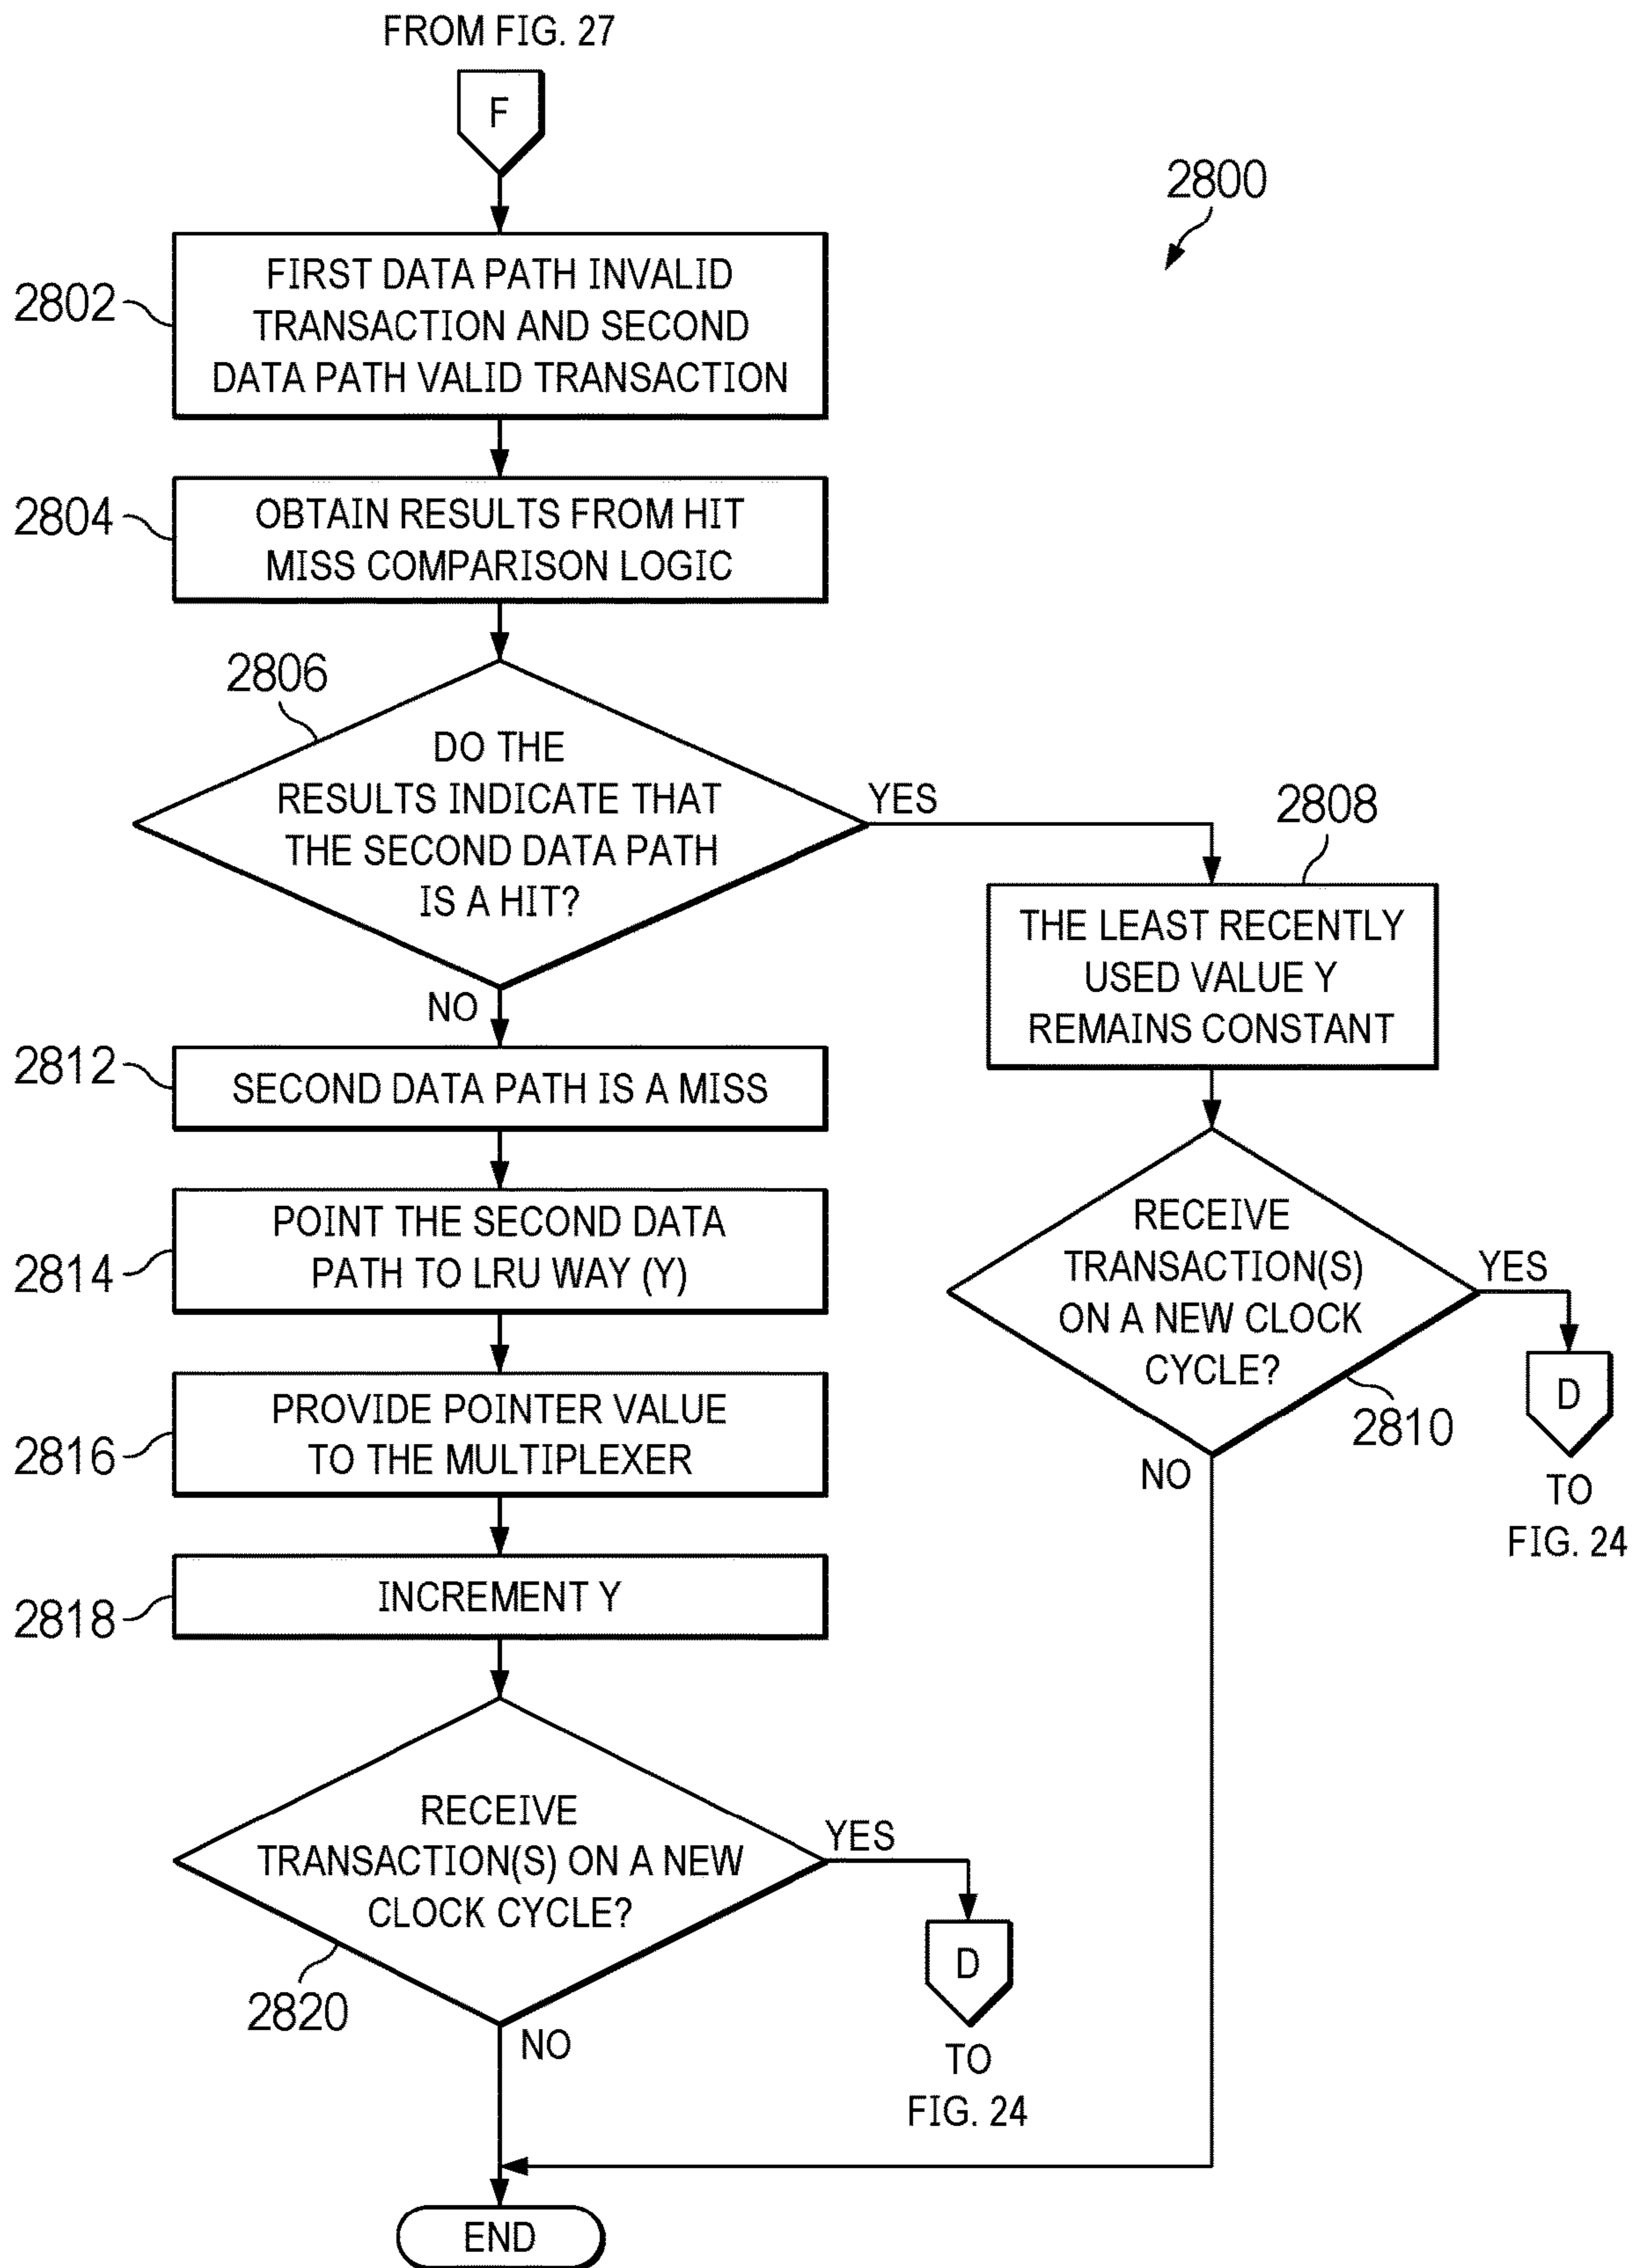 FROM FIG. 27
F
2800
2802
FIRST DATA PATH INVALID
TRANSACTION AND SECOND
DATA PATH VALID TRANSACTION
2804
OBTAIN RESULTS FROM HIT
MISS COMPARISON LOGIC
2806
DO THE
RESULTS INDICATE THAT
THE SECOND DATA PATH
IS A HIT?
YES
NO
2808
THE LEAST RECENTLY
USED VALUE Y
REMAINS CONSTANT
RECEIVE
TRANSACTION(S)
ON A NEW CLOCK
CYCLE?
2810
YES
D
TO
FIG. 24
NO
2812
SECOND DATA PATH IS A MISS
2814
POINT THE SECOND DATA
PATH TO LRU WAY (Y)
2816
PROVIDE POINTER VALUE
TO THE MULTIPLEXER
2818
INCREMENT Y
RECEIVE
TRANSACTION(S) ON A NEW
CLOCK CYCLE?
2820
YES
D
TO
FIG. 24
NO
END